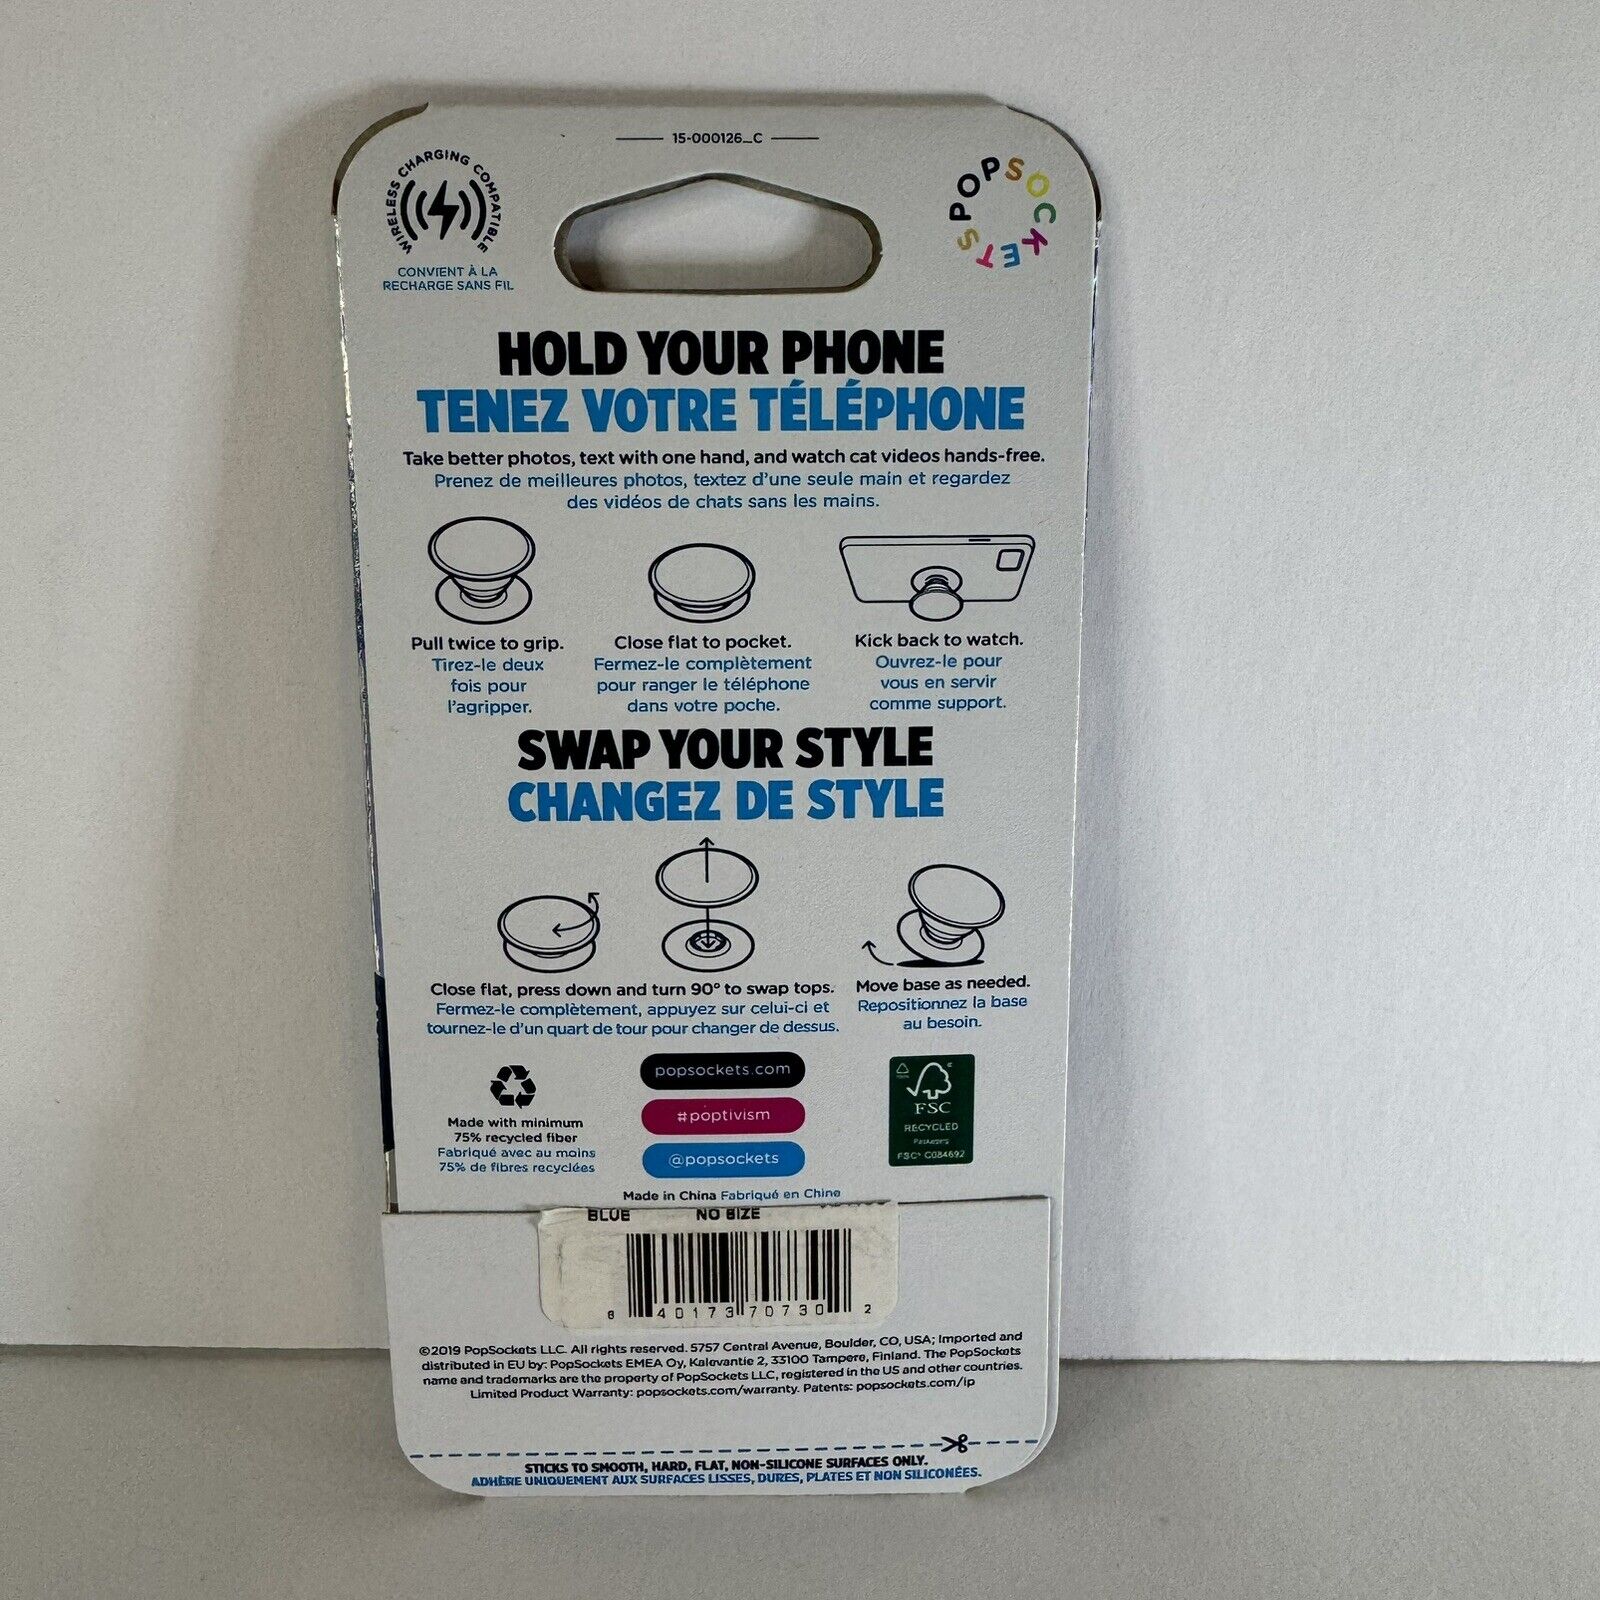 15-000126_C
WIRELESS CHARGING COMPATIBLE
CONVIENT À LA
RECHARGE SANS FIL
POPSOCKETS
HOLD YOUR PHONE
TENEZ VOTRE TÉLÉPHONE
Take better photos, text with one hand, and watch cat videos hands-free.
Prenez de meilleures photos, textez d'une seule main et regardez
des vidéos de chats sans les mains.
Pull twice to grip.
Tirez-le deux
fois pour
l'agripper.
Close flat to pocket.
Fermez-le complètement
pour ranger le téléphone
dans votre poche.
Kick back to watch.
Ouvrez-le pour
vous en servir
comme support.
SWAP YOUR STYLE
CHANGEZ DE STYLE
Close flat, press down and turn 90° to swap tops.
Fermez-le complètement, appuyez sur celui-ci et
tournez-le d'un quart de tour pour changer de dessus.
Move base as needed.
Repositionnez la base
au besoin.
Made with minimum
75% recycled fiber
Fabriqué avec au moins
75% de fibres recyclées
popsockets.com
#poptivism
@popsockets
FSC
RECYCLED
FSC® C084692
Made in China Fabriqué en Chine
BLUE NO SIZE
8 40173 70730 2
©2019 PopSockets LLC. All rights reserved. 5757 Central Avenue, Boulder, CO, USA; Imported and
distributed in EU by: PopSockets EMEA Oy, Kalevantie 2, 33100 Tampere, Finland. The PopSockets
name and trademarks are the property of PopSockets LLC, registered in the US and other countries.
Limited Product Warranty: popsockets.com/warranty. Patents: popsockets.com/ip
STICKS TO SMOOTH, HARD, FLAT, NON-SILICONE SURFACES ONLY.
ADHÈRE UNIQUEMENT AUX SURFACES LISSES, DURES, PLATES ET NON SILICONÉES.